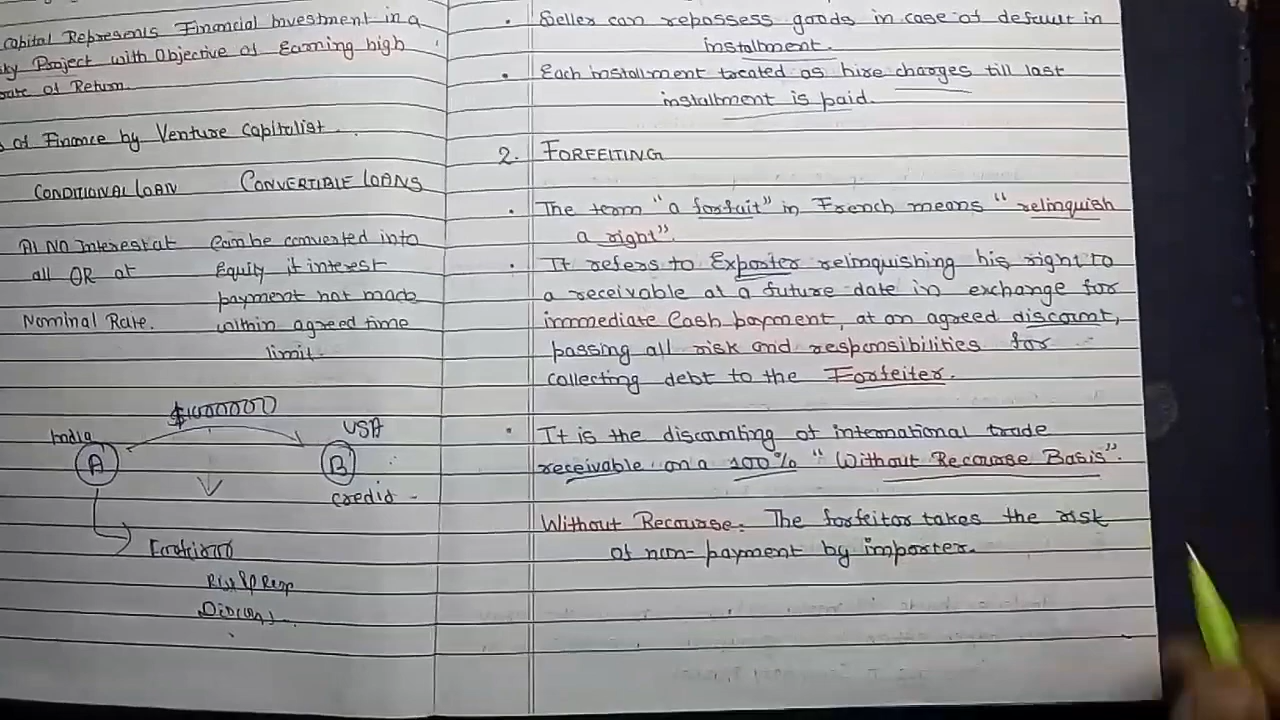 Capital Represents Financial Investment in a
Project with Objective of Earning high
rate of Return.
of Finance by Venture Capitalist.
CONDITIONAL LOAN CONVERTIBLE LOANS
No Interest at Can be converted into
all OR at Equity if interest
payment not made
Nominal Rate. within agreed time
limit.
India USA
A B
credit
Discount
Seller can repossess goods in case of default in
installment.
Each installment treated as hire charges till last
installment is paid.
2. FORFEITING
The term "a forfait" in French means "relinquish
a right".
It refers to Exporter relinquishing his right to
a receivable at a future date in exchange for
immediate Cash payment, at an agreed discount,
passing all risk and responsibilities for
collecting debt to the Forfeiter.
It is the discounting of international trade
receivable on a 100% "Without Recourse Basis".
Without Recourse: The forfeitor takes the risk
of non-payment by importer.